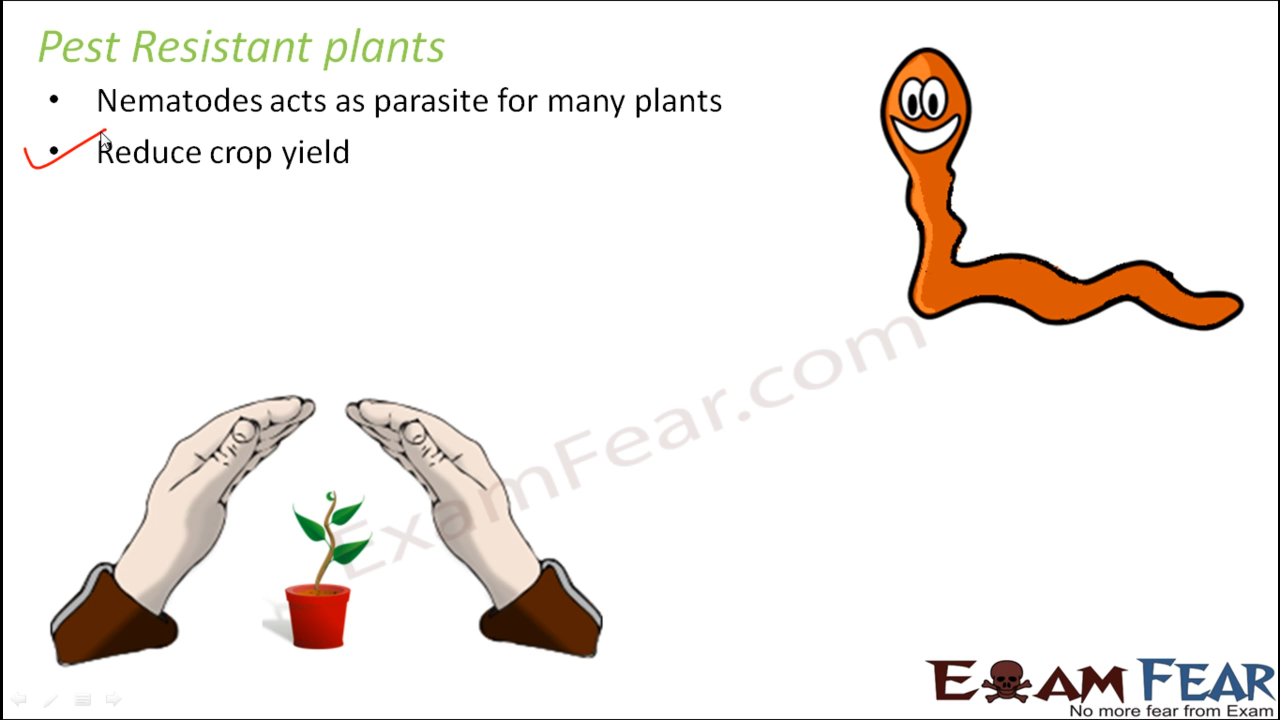 Pest Resistant plants
• Nematodes acts as parasite for many plants
• Reduce crop yield
ExamFear.com
EXAM FEAR
No more fear from Exam